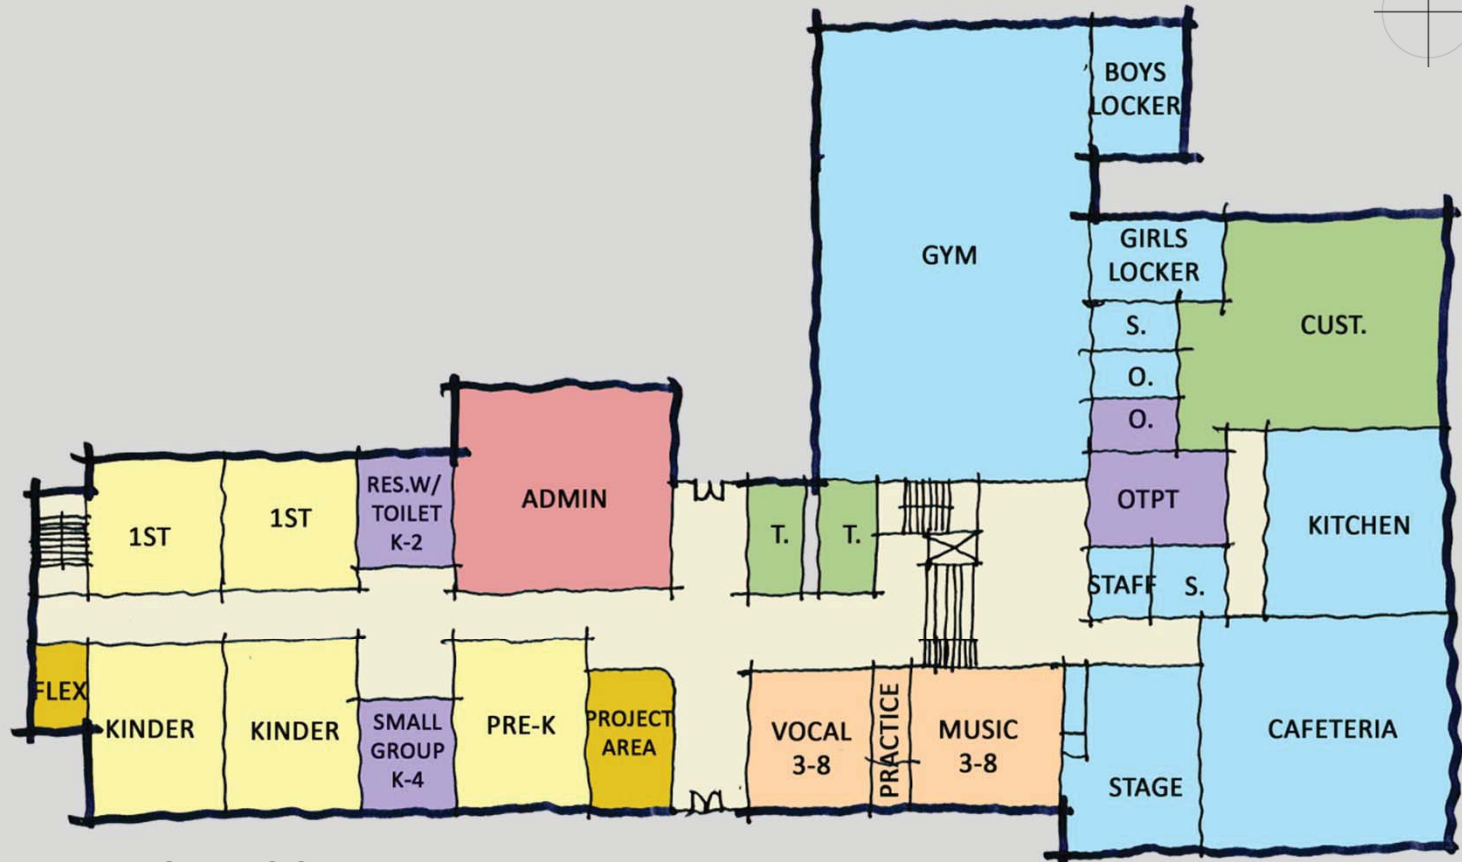 BOYS
LOCKER
GYM
GIRLS
LOCKER
S.
CUST.
O.
O.
RES.W/
TOILET
K-2
ADMIN
1ST
1ST
T.
T.
OTPT
KITCHEN
STAFF
S.
FLEX
KINDER
KINDER
SMALL
GROUP
K-4
PRE-K
PROJECT
AREA
VOCAL
3-8
PRACTICE
MUSIC
3-8
STAGE
CAFETERIA